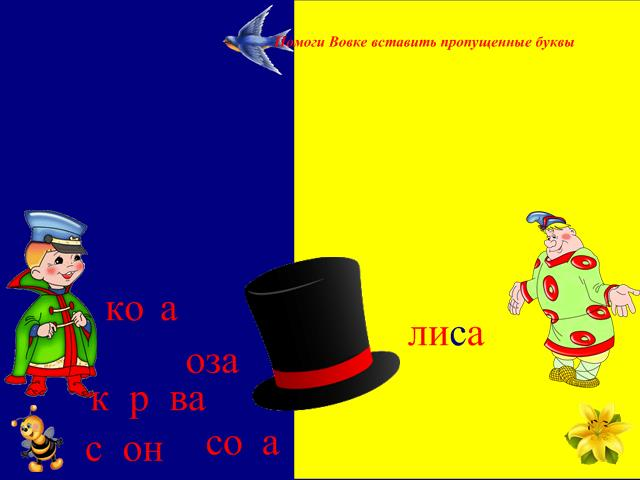 Помоги Вовке вставить пропущенные буквы
ко а
лиса
оза
к р ва
с он
со а